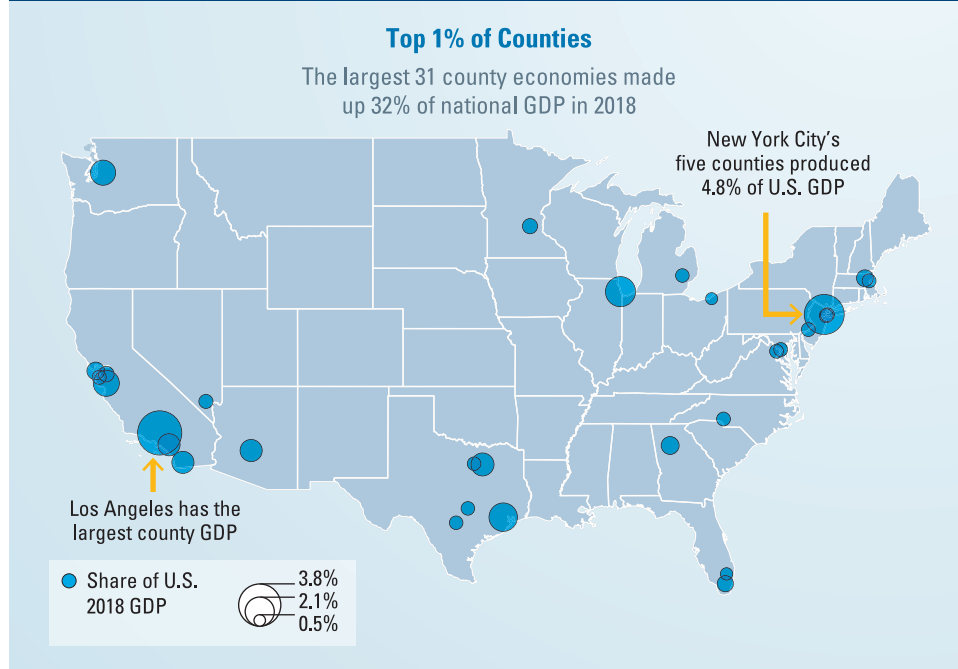 Top 1% of Counties
The largest 31 county economies made
up 32% of national GDP in 2018
New York City's
five counties produced
4.8% of U.S. GDP
Los Angeles has the
largest county GDP
Share of U.S.
2018 GDP
3.8%
2.1%
0.5%